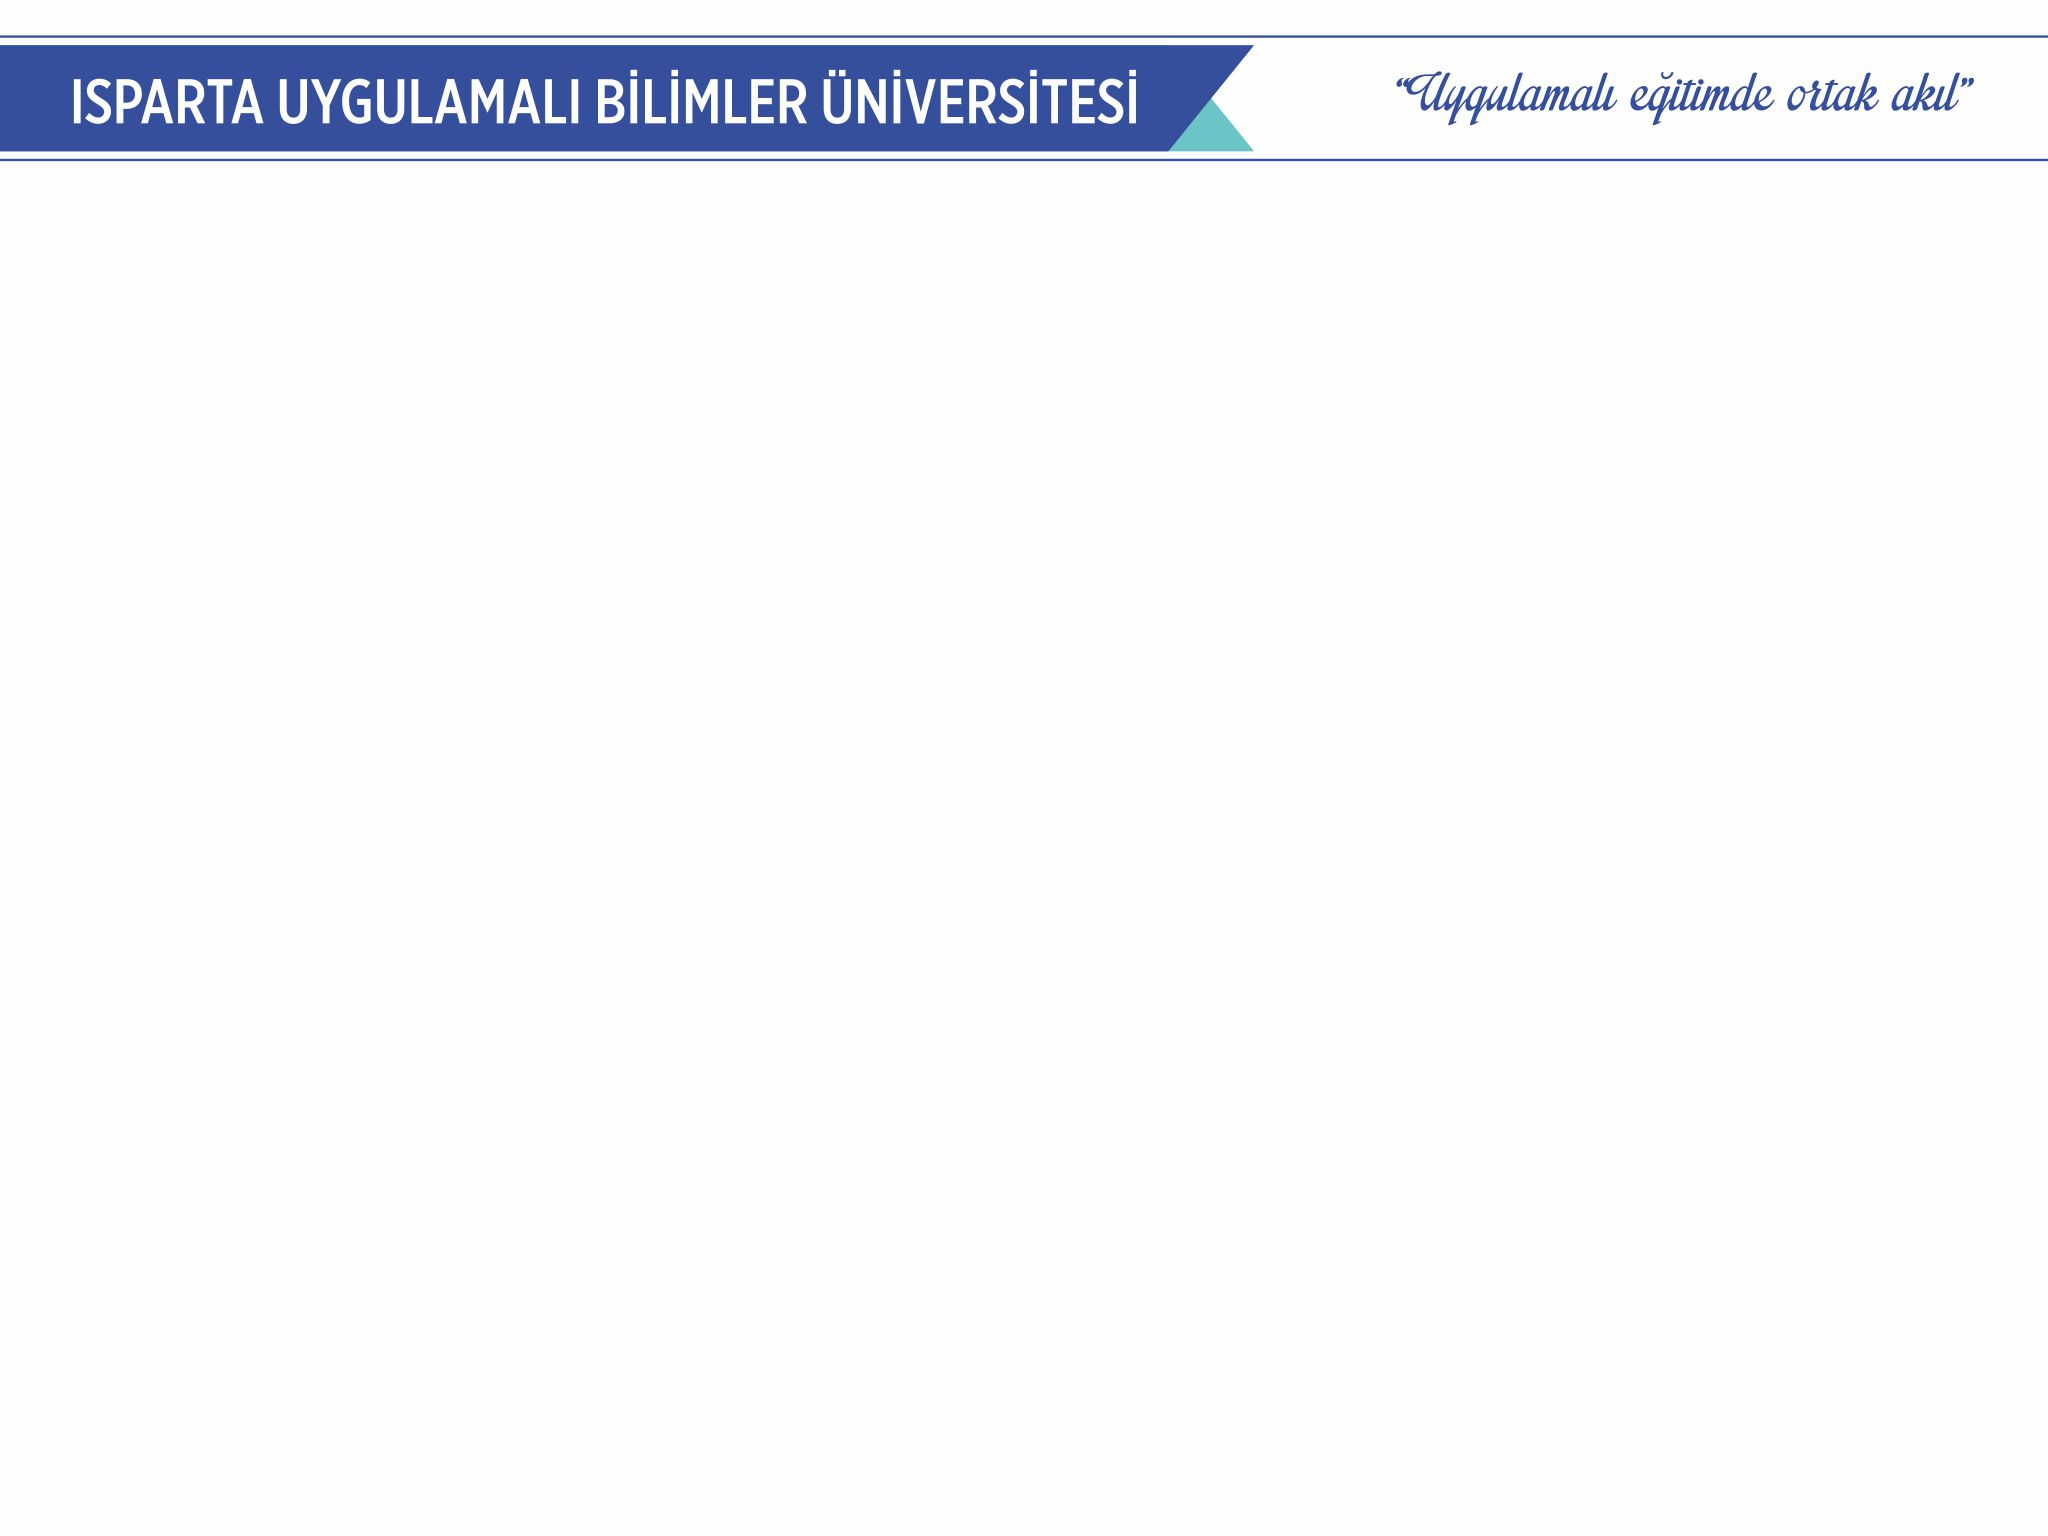 ISPARTA UYGULAMALI BİLİMLER ÜNİVERSİTESİ
“Uygulamalı eğitimde ortak akıl”